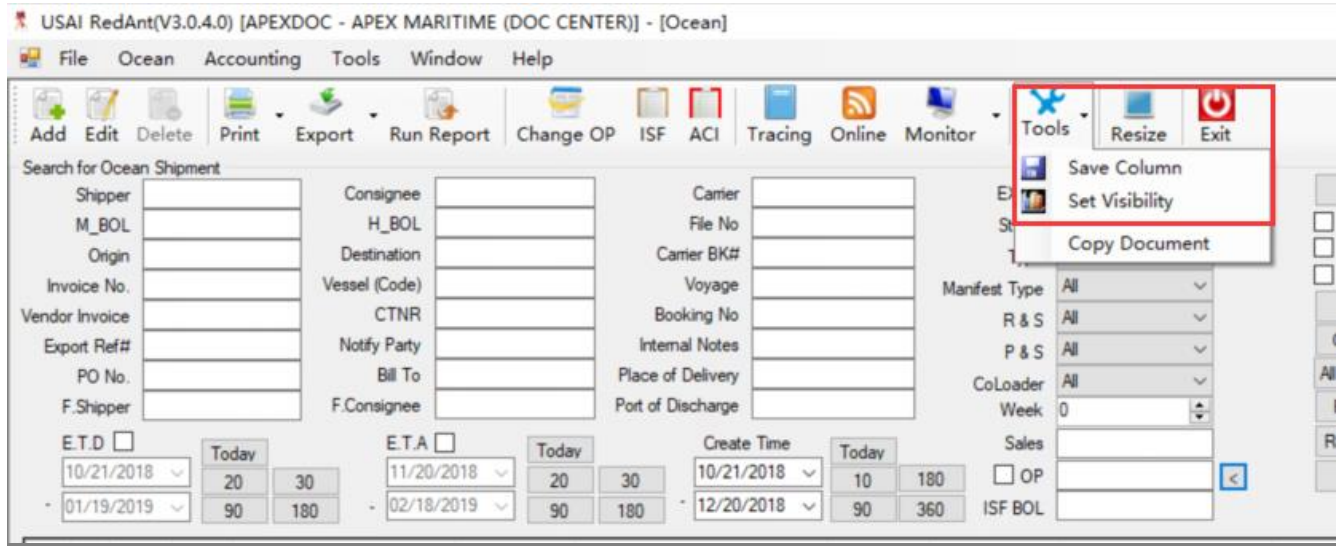 USAI RedAnt(V3.0.4.0) [APEXDOC - APEX MARITIME (DOC CENTER)] - [Ocean]
File Ocean Accounting Tools Window Help
Add Edit Delete Print Export Run Report Change OP ISF ACI Tracing Online Monitor Tools Resize Exit
Save Column
Set Visibility
Copy Document
Search for Ocean Shipment
Shipper Consignee Carrier
M_BOL H_BOL File No
Origin Destination Carrier BK#
Invoice No. Vessel (Code) Voyage Manifest Type All
Vendor Invoice CTNR Booking No R & S All
Export Ref# Notify Party Internal Notes P & S All
PO No. Bill To Place of Delivery CoLoader All
F.Shipper F.Consignee Port of Discharge Week 0
E.T.D Today E.T.A Today Create Time Today Sales
10/21/2018 20 30 11/20/2018 20 30 10/21/2018 10 180 OP <
- 01/19/2019 90 180 - 02/18/2019 90 180 - 12/20/2018 90 360 ISF BOL